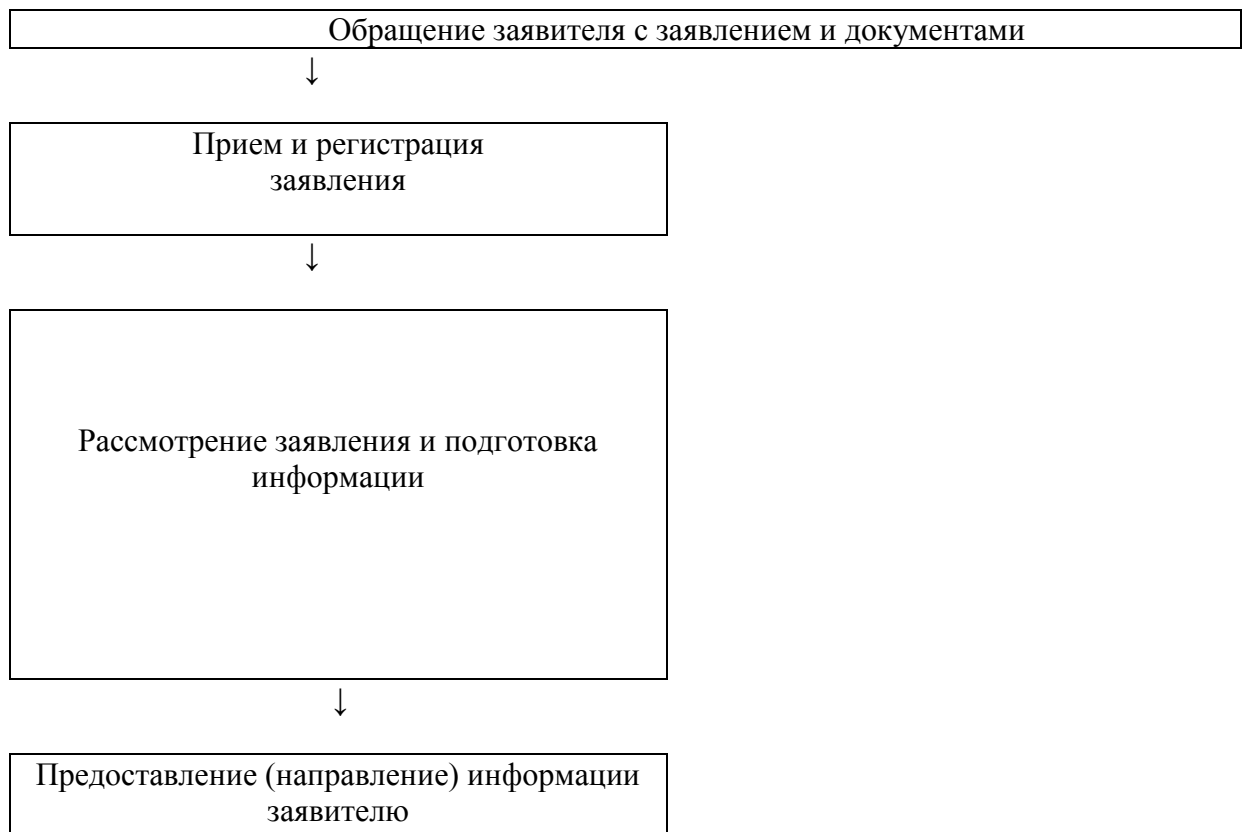 Обращение заявителя с заявлением и документами
↓
Прием и регистрация
заявления
↓
Рассмотрение заявления и подготовка
информации
↓
Предоставление (направление) информации
заявителю